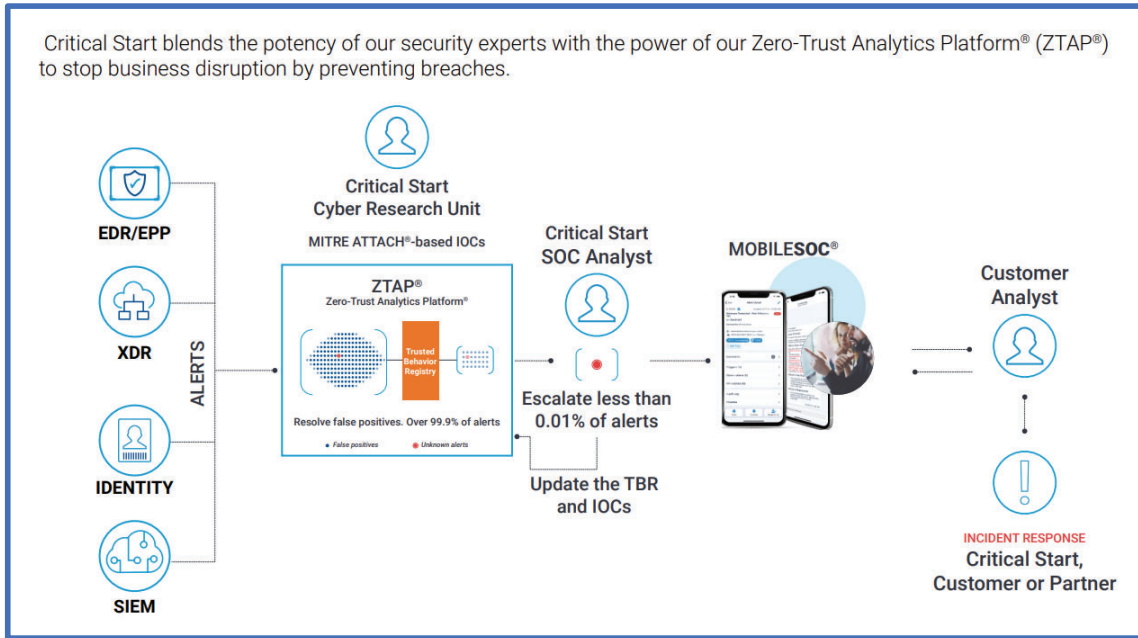 Critical Start blends the potency of our security experts with the power of our Zero-Trust Analytics Platform® (ZTAP®)
to stop business disruption by preventing breaches.
EDR/EPP
XDR
IDENTITY
SIEM
ALERTS
Critical Start
Cyber Research Unit
MITRE ATTACH®-based IOCs
ZTAP®
Zero-Trust Analytics Platform®
Trusted
Behavior
Registry
Resolve false positives. Over 99.9% of alerts
False positives
Unknown alerts
Critical Start
SOC Analyst
Escalate less than
0.01% of alerts
Update the TBR
and IOCs
MOBILESOC®
Customer
Analyst
INCIDENT RESPONSE
Critical Start,
Customer or Partner